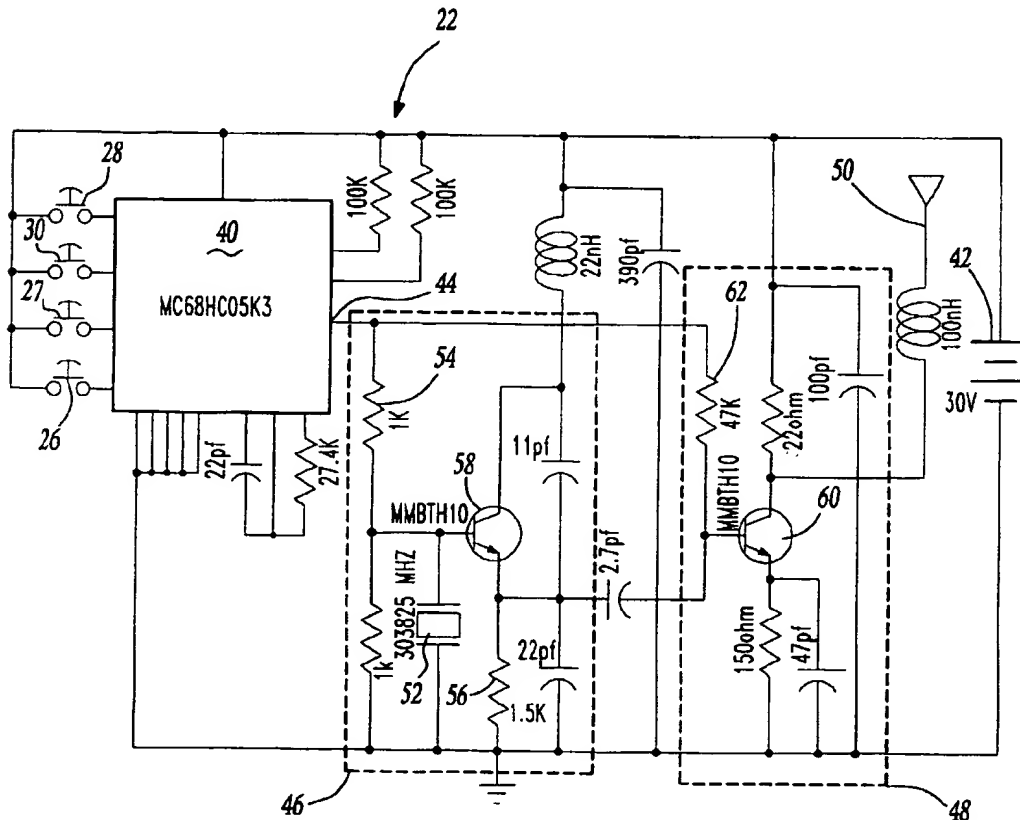 22
28
30
27
26
40
MC68HC05K3
44
100K
100K
22nH
390pf
50
42
100nH
30V
62
54
1K
47K
22ohm
100pf
22pf
27.4K
11pf
58
MMBTH10
MMBTH10
60
2.7pf
303825 MHZ
52
1k
56
1.5K
22pf
150ohm
47pf
46
48